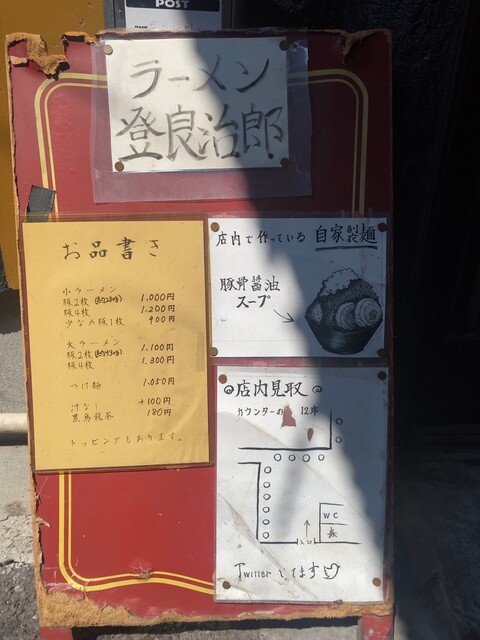 POST
ラーメン
登良治郎
お品書き
小ラーメン
豚2枚 1.000円
豚4枚 1.200円
少なめ豚1枚 900円
大ラーメン
豚2枚 1.100円
豚4枚 1.300円
つけ麺 1.050円
汁なし +100円
黒烏龍茶 180円
トッピングもあります。
店内で作っている 自家製麺
豚骨醤油
スープ
店内見取
カウンターのみ 12席
WC
入口
Twitter してます